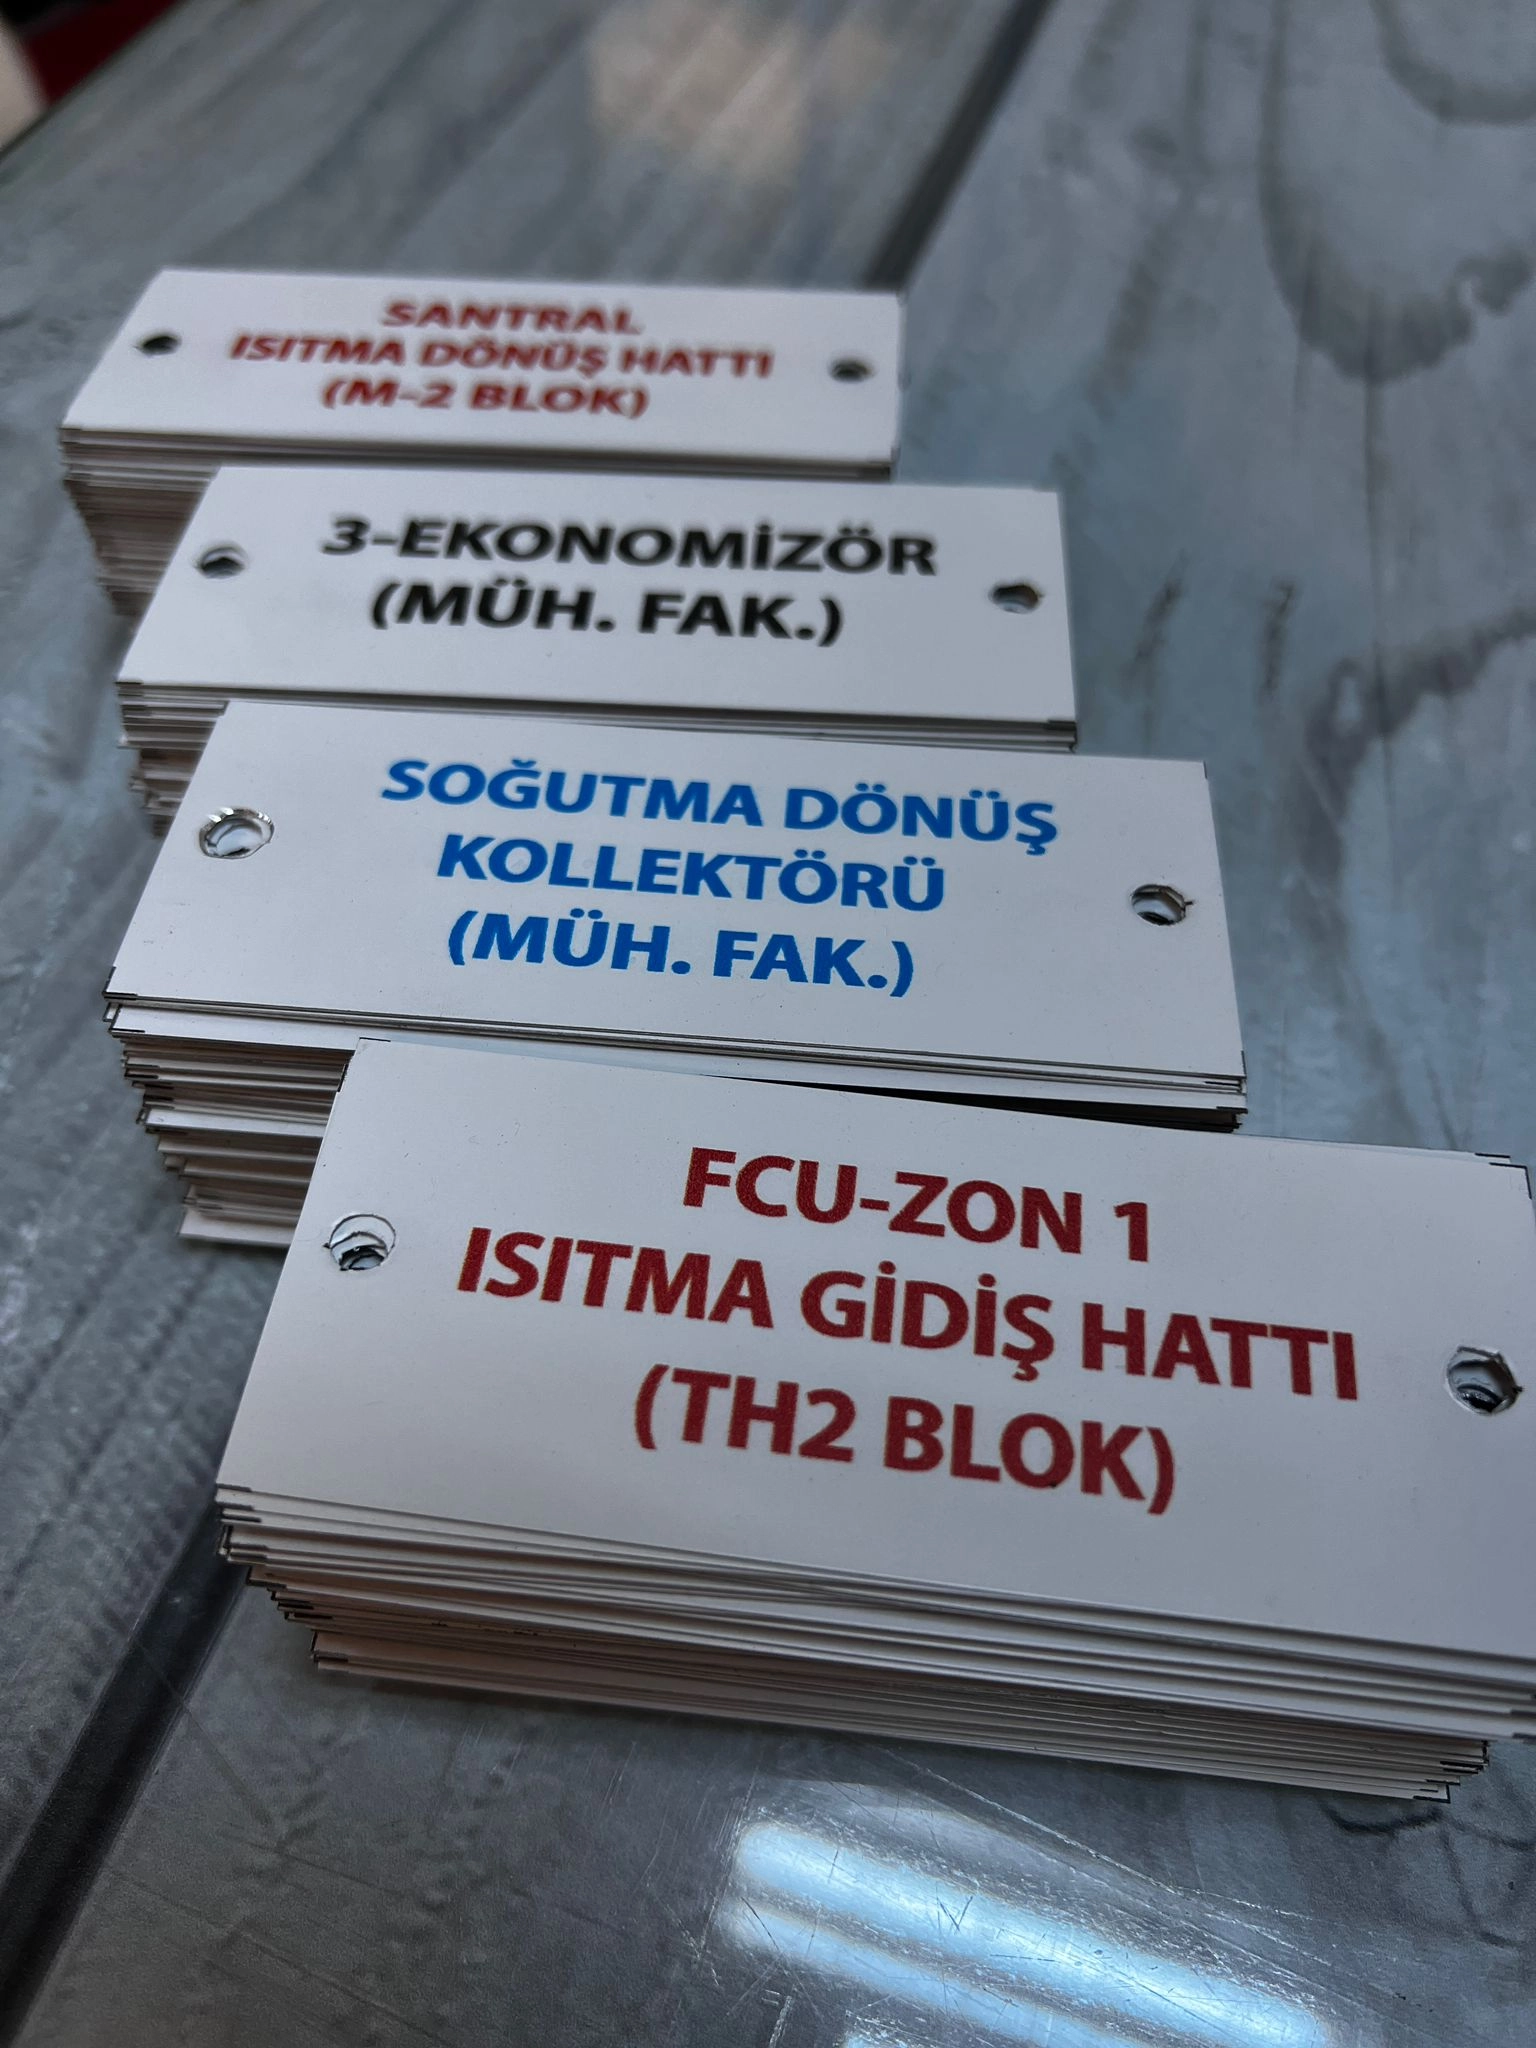 SANTRAL
ISITMA DÖNÜŞ HATTI
(M-2 BLOK)
3-EKONOMİZÖR
(MÜH. FAK.)
SOĞUTMA DÖNÜŞ
KOLLEKTÖRÜ
(MÜH. FAK.)
FCU-ZON 1
ISITMA GİDİŞ HATTI
(TH2 BLOK)